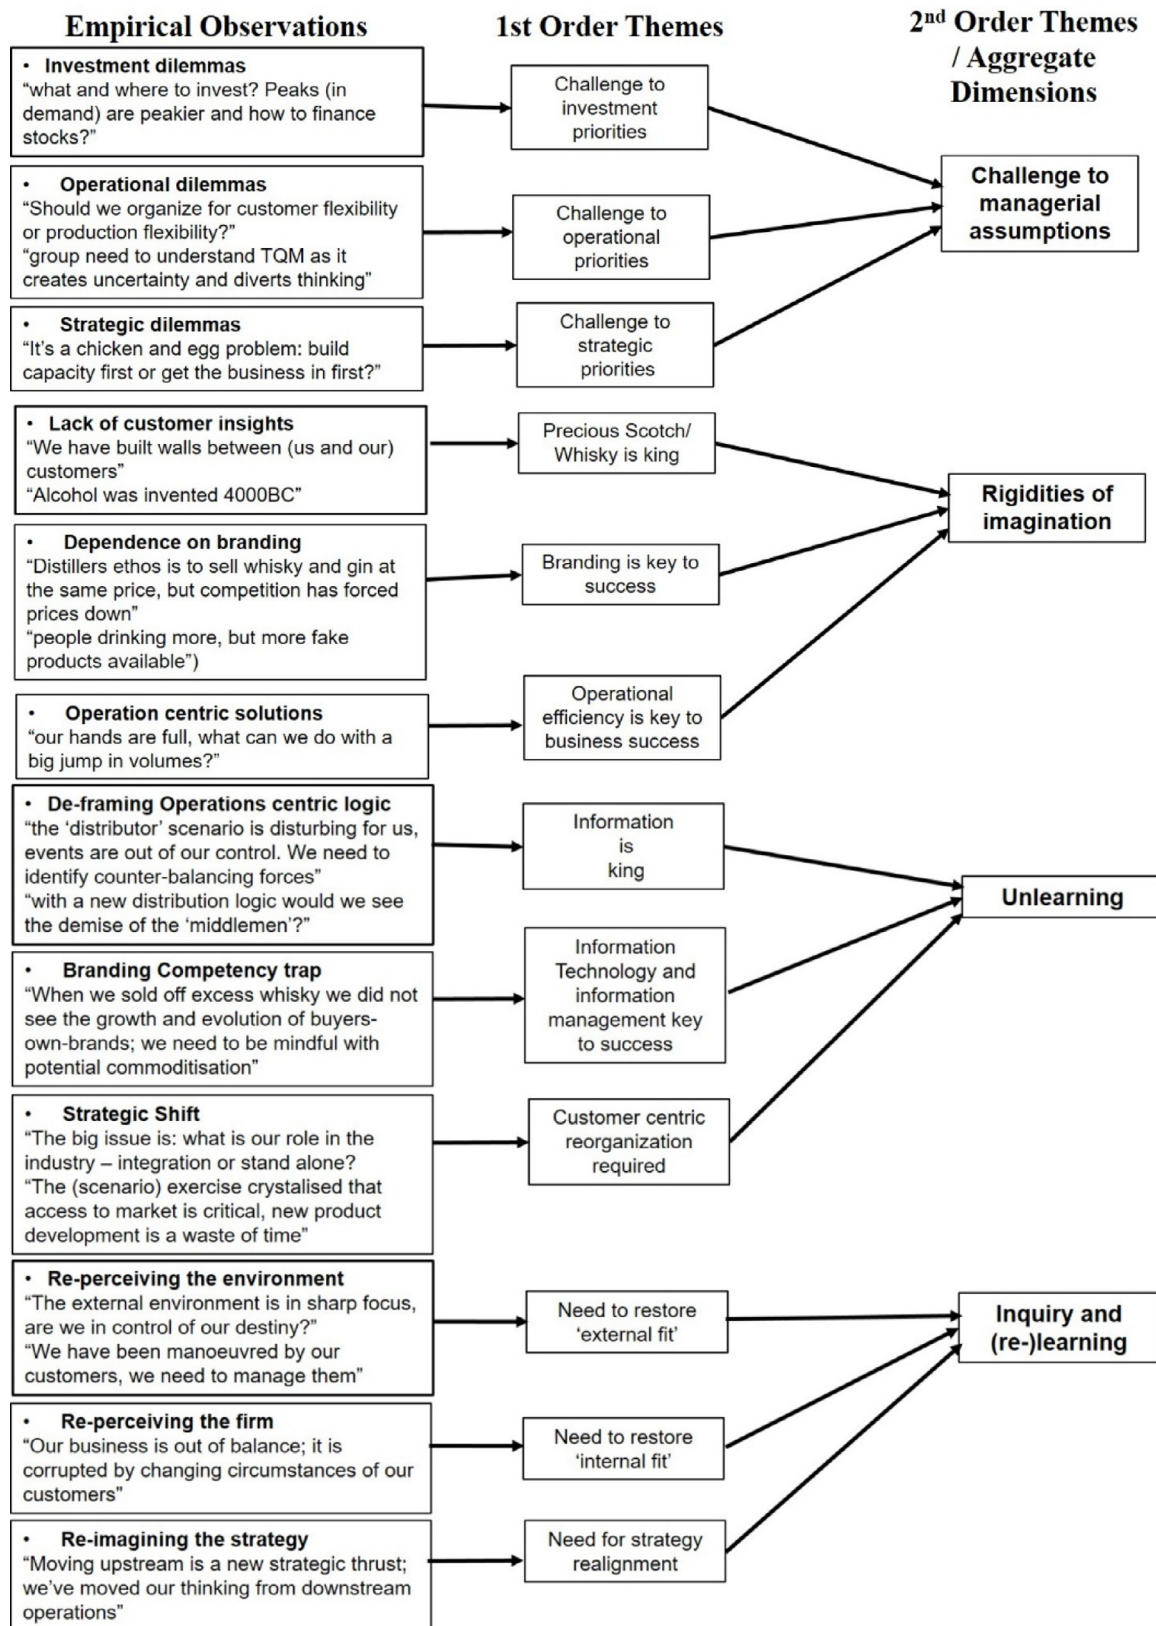 Empirical Observations
1st Order Themes
2nd Order Themes
/ Aggregate
Dimensions
• Investment dilemmas
“what and where to invest? Peaks (in
demand) are peakier and how to finance
stocks?”
Challenge to
investment
priorities
• Operational dilemmas
“Should we organize for customer flexibility
or production flexibility?”
“group need to understand TQM as it
creates uncertainty and diverts thinking”
Challenge to
operational
priorities
Challenge to
managerial
assumptions
• Strategic dilemmas
“It’s a chicken and egg problem: build
capacity first or get the business in first?”
Challenge to
strategic
priorities
• Lack of customer insights
“We have built walls between (us and our)
customers”
“Alcohol was invented 4000BC”
Precious Scotch/
Whisky is king
• Dependence on branding
“Distillers ethos is to sell whisky and gin at
the same price, but competition has forced
prices down”
“people drinking more, but more fake
products available”)
Branding is key to
success
Rigidities of
imagination
• Operation centric solutions
“our hands are full, what can we do with a
big jump in volumes?”
Operational
efficiency is key to
business success
• De-framing Operations centric logic
“the ‘distributor’ scenario is disturbing for us,
events are out of our control. We need to
identify counter-balancing forces”
“with a new distribution logic would we see
the demise of the ‘middlemen’?”
Information
is
king
• Branding Competency trap
“When we sold off excess whisky we did not
see the growth and evolution of buyers-
own-brands; we need to be mindful with
potential commoditisation”
Information
Technology and
information
management key
to success
Unlearning
• Strategic Shift
“The big issue is: what is our role in the
industry – integration or stand alone?
“The (scenario) exercise crystalised that
access to market is critical, new product
development is a waste of time”
Customer centric
reorganization
required
• Re-perceiving the environment
“The external environment is in sharp focus,
are we in control of our destiny?”
“We have been manoeuvred by our
customers, we need to manage them”
Need to restore
‘external fit’
Inquiry and
(re-)learning
• Re-perceiving the firm
“Our business is out of balance; it is
corrupted by changing circumstances of our
customers”
Need to restore
‘internal fit’
• Re-imagining the strategy
“Moving upstream is a new strategic thrust;
we’ve moved our thinking from downstream
operations”
Need for strategy
realignment